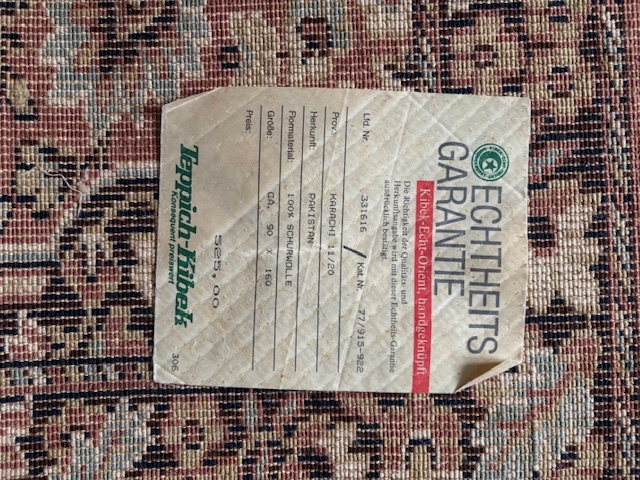 ECHTHEITS
GARANTIE
Kibek-Echt-Orient, handgeknüpft
Die Richtigkeit der Qualitäts- und
Herkunftsangabe wird mit dieser Echtheits-Garantie
ausdrücklich bestätigt.
Lfd. Nr. 331616 / Kat.Nr. 77/915-922
Prov.: KARACHI 11/20
Herkunft: PAKISTAN
Flormaterial: 100% SCHURWOLLE
Größe: CA. 90 X 160
Preis: 525,00
Teppich-Kibek
Konsequent preiswert
306